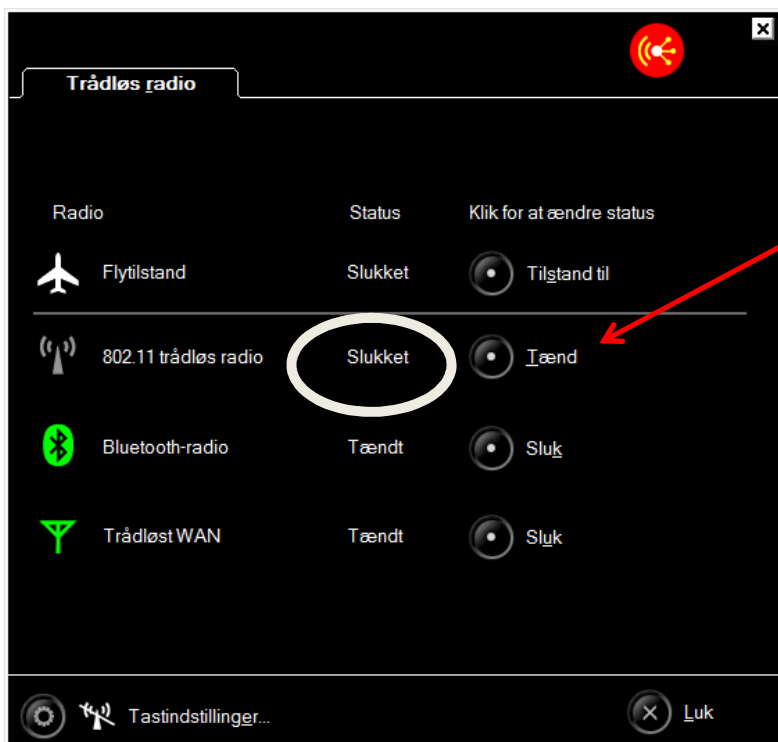 Trådløs radio
Radio Status Klik for at ændre status
Flytilstand Slukket Tilstand til
802.11 trådløs radio Slukket Tænd
Bluetooth-radio Tændt Sluk
Trådløst WAN Tændt Sluk
Tastindstillinger... Luk